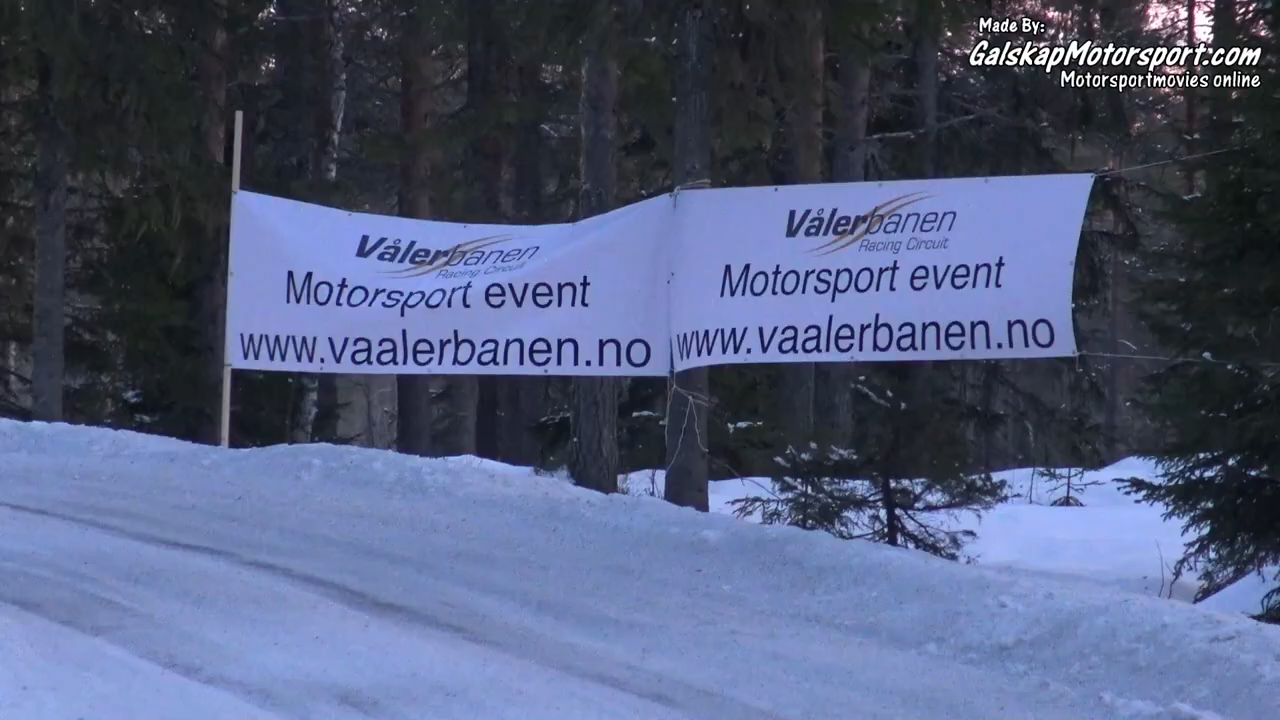 Made By:
GalskapMotorsport.com
Motorsportmovies online
Vålerbanen
Racing Circuit
Motorsport event
www.vaalerbanen.no
Vålerbanen
Racing Circuit
Motorsport event
www.vaalerbanen.no